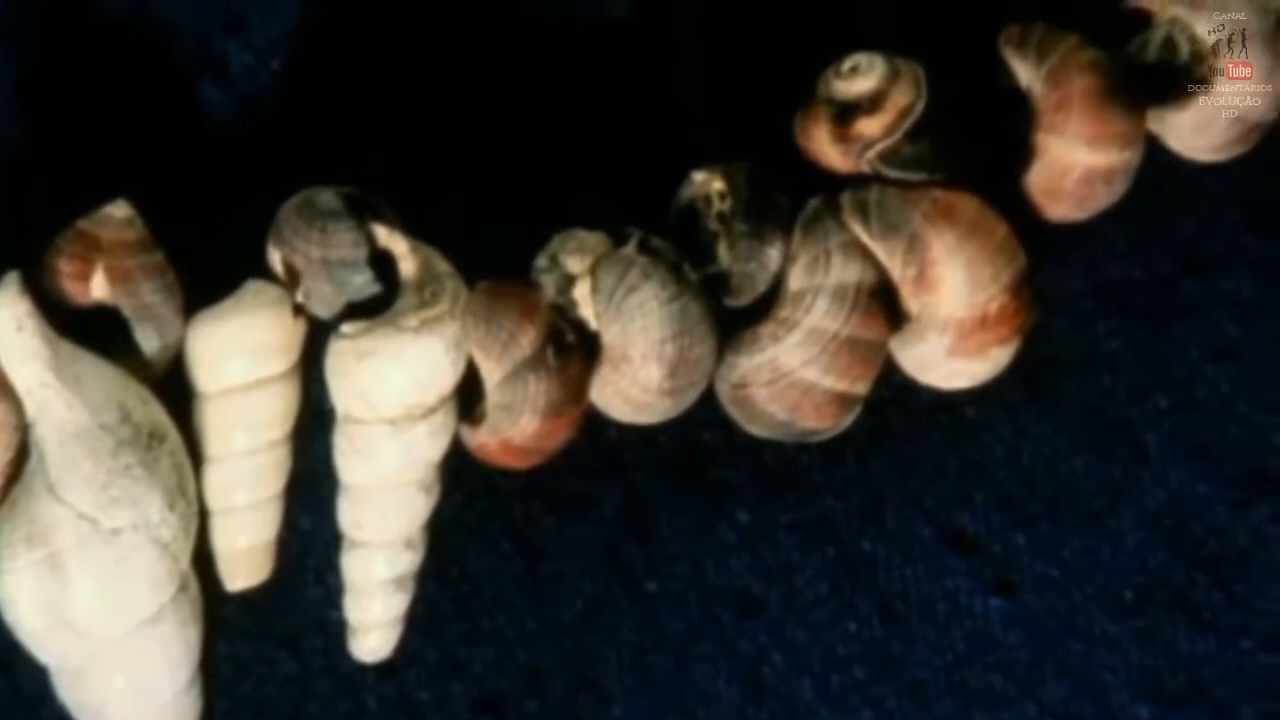 CANAL
HD
YouTube
DOCUMENTÁRIOS
EVOLUÇÃO
HD